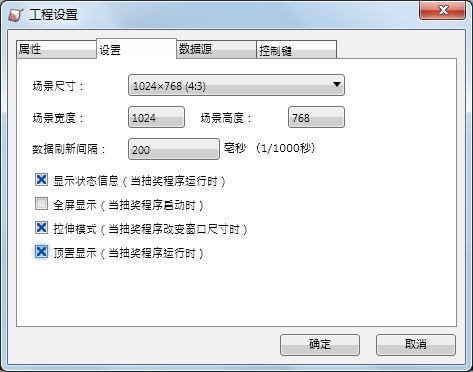 工程设置
属性 设置 数据源 控制键
场景尺寸： 1024×768 (4:3)
场景宽度： 1024 场景高度： 768
数据刷新间隔： 200 毫秒 （1/1000秒）
显示状态信息（当抽奖程序运行时）
全屏显示（当抽奖程序启动时）
拉伸模式（当抽奖程序改变窗口尺寸时）
顶置显示（当抽奖程序运行时）
确定 取消